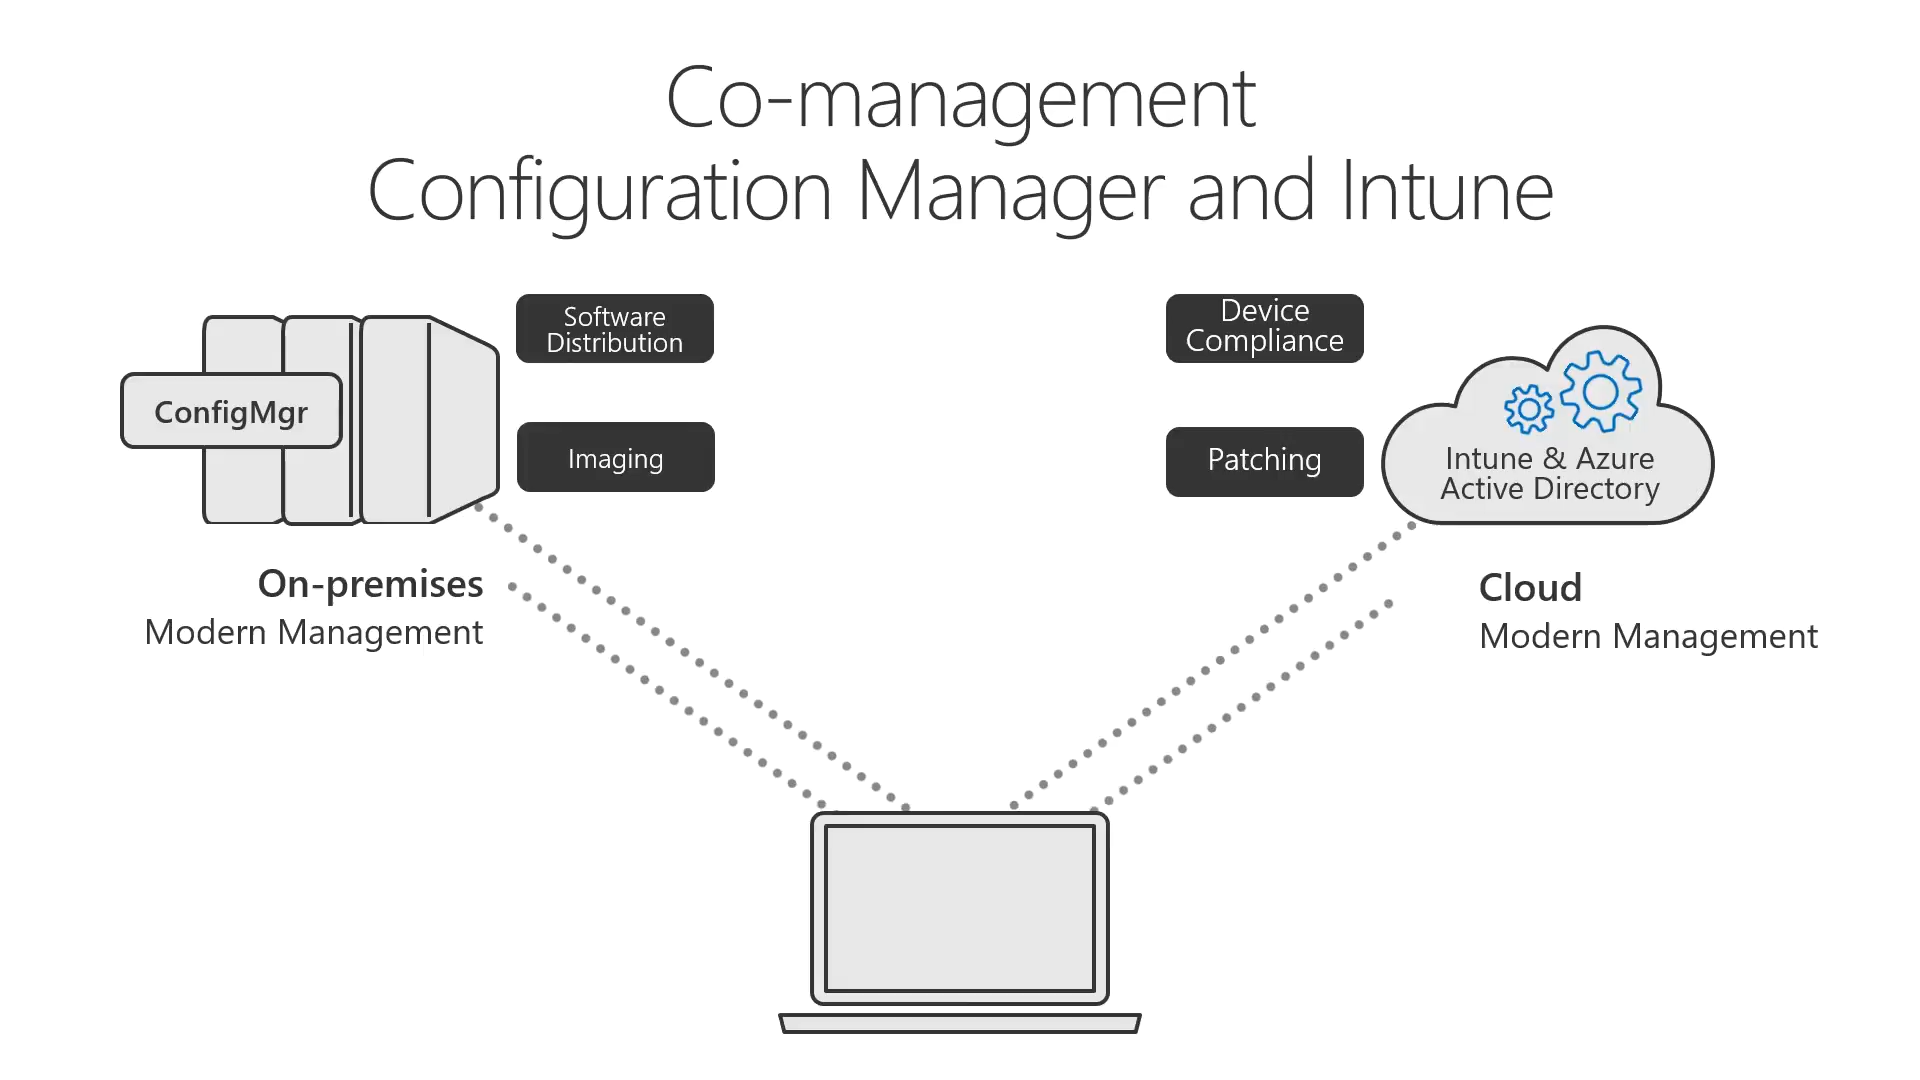 Co-management
Configuration Manager and Intune
Software
Distribution
Device
Compliance
ConfigMgr
Imaging
Patching
Intune & Azure
Active Directory
On-premises
Modern Management
Cloud
Modern Management